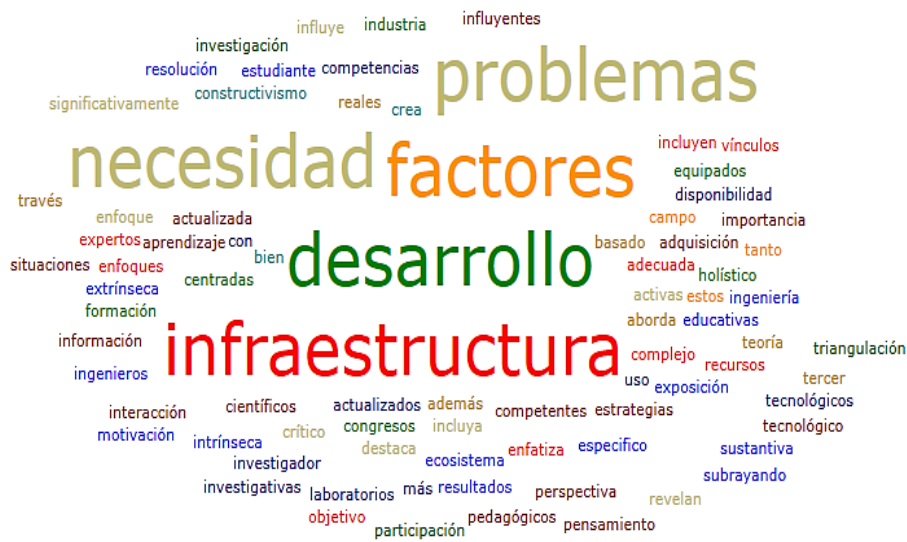 influye industria influyentes
investigación
resolución estudiante competencias
problemas
significativamente constructivismo reales crea
necesidad factores
incluyen vínculos
equipados
disponibilidad
través
enfoque actualizada
campo importancia
expertos aprendizaje con
bien
desarrollo
basado adquisición tanto
situaciones enfoques
centradas
adecuada holístico
extrínseca
activas estos ingeniería
formación
aborda educativas
infraestructura
información
teoría
triangulación
complejo recursos
ingenieros
uso exposición
tercer
tecnológicos
interacción científicos actualizados además competentes estrategias
tecnológico
motivación intrínseca crítico congresos incluya
destaca enfatiza especifico
sustantiva
investigador ecosistema
subrayando
investigativas laboratorios más resultados perspectiva
revelan
objetivo participación pedagógicos pensamiento